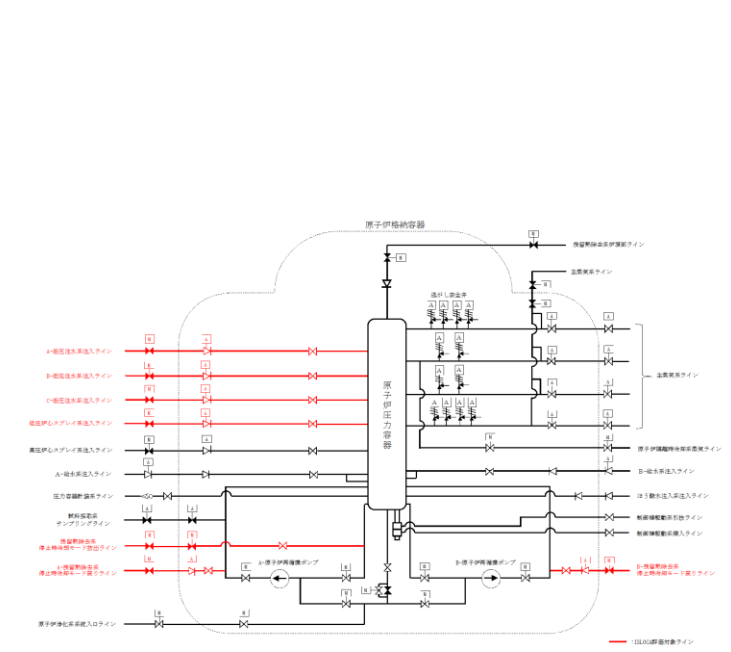 原子炉格納容器
残留熱除去系炉頂部ライン
主蒸気系ライン
逃がし安全弁
A-低圧注水系注入ライン
B-低圧注水系注入ライン
C-低圧注水系注入ライン
低圧炉心スプレイ系注入ライン
高圧炉心スプレイ系注入ライン
A-給水系注入ライン
圧力容器計装系ライン
試料採取系
サンプリングライン
残留熱除去系
停止時冷却モード抜出ライン
A-残留熱除去系
停止時冷却モード戻りライン
原子炉浄化系系統入口ライン
原子炉圧力容器
主蒸気系ライン
原子炉隔離時冷却系蒸気ライン
B-給水系注入ライン
ほう酸水注入系注入ライン
制御棒駆動系引抜ライン
制御棒駆動系挿入ライン
A-原子炉再循環ポンプ
B-原子炉再循環ポンプ
B-残留熱除去系
停止時冷却モード戻りライン
:ISLOCA評価対象ライン